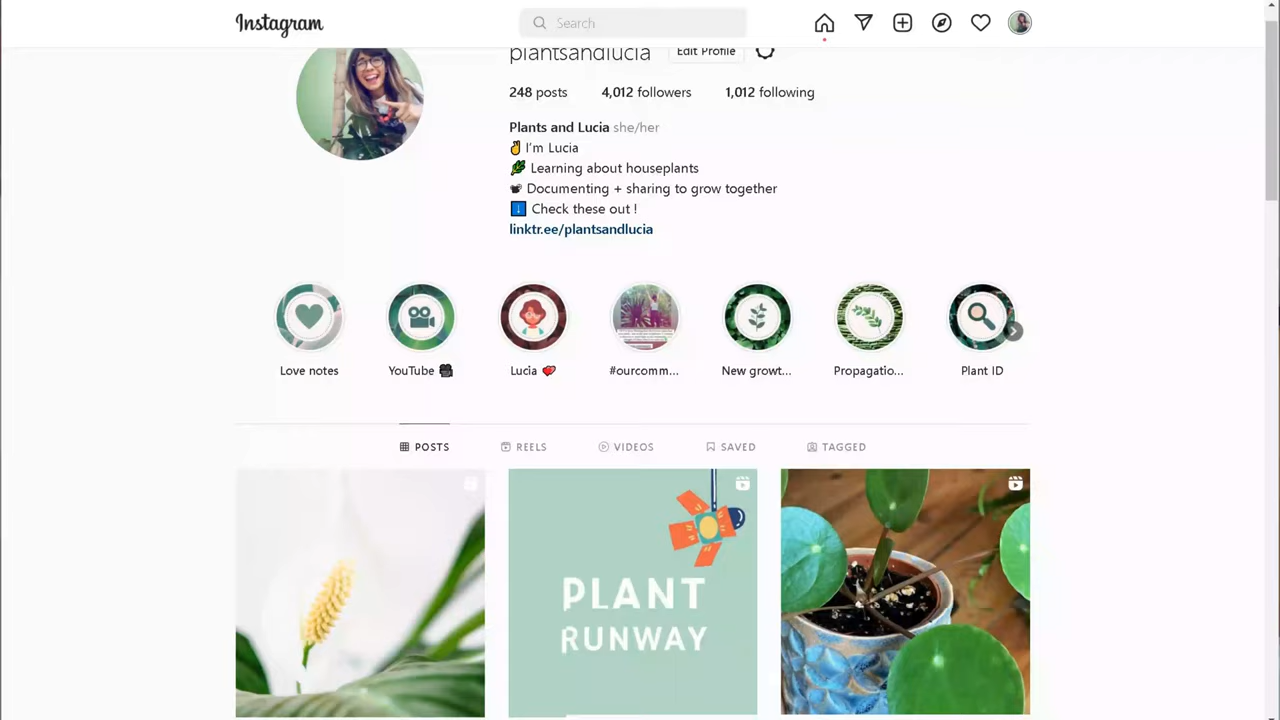 Instagram
Search
plantsandlucia Edit Profile
248 posts 4,012 followers 1,012 following
Plants and Lucia she/her
✌️ I'm Lucia
🌿 Learning about houseplants
📽 Documenting + sharing to grow together
⬇️ Check these out !
linktr.ee/plantsandlucia
Love notes YouTube 🎥 Lucia 💕 #ourcomm... New growt... Propagatio... Plant ID
POSTS REELS VIDEOS SAVED TAGGED
PLANT
RUNWAY